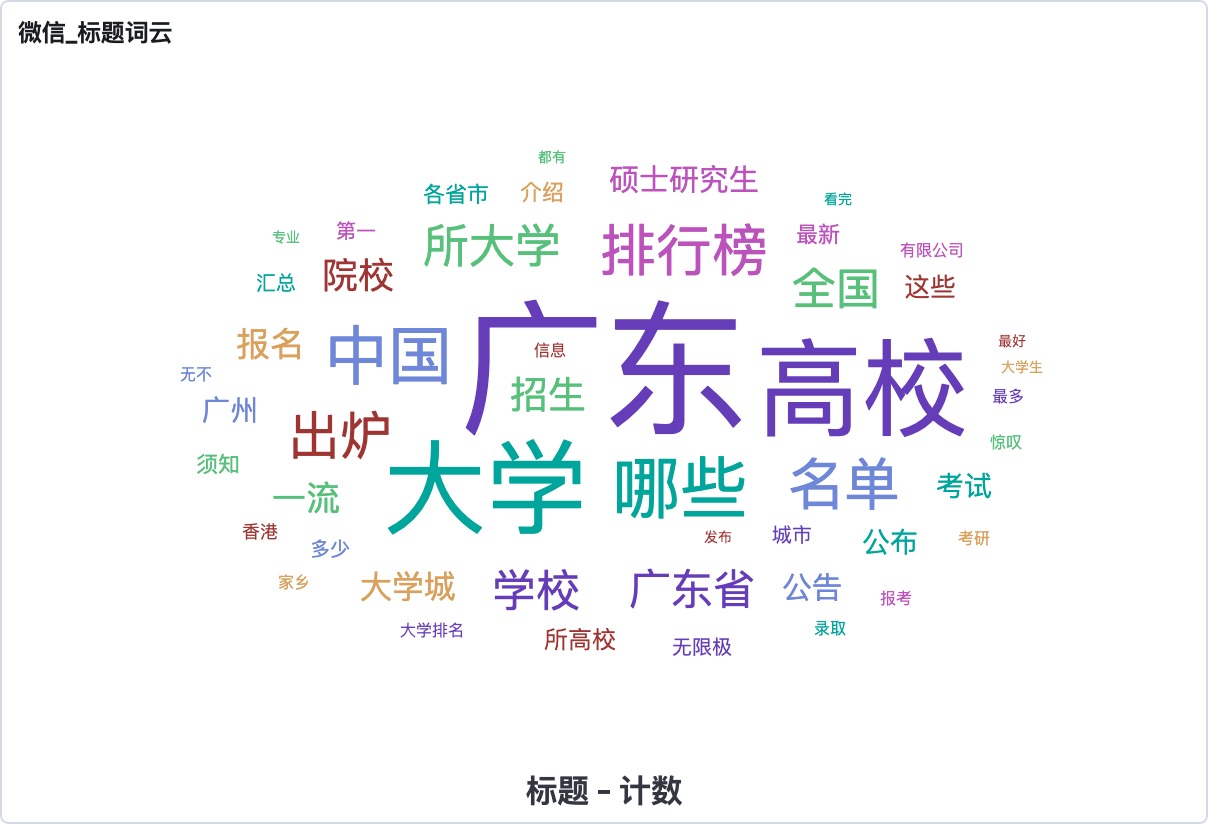 微信_标题词云
都有
硕士研究生
各省市
介绍
看完
第一
所大学
排行榜
最新
专业
有限公司
院校
汇总
全国
这些
广东
高校
中国
报名
信息
最好
无不
招生
大学生
最多
广州
出炉
惊叹
须知
大学
哪些
名单
考试
一流
香港
多少
发布
城市
公布
考研
家乡
大学城
学校
广东省
公告
报考
大学排名
所高校
无限极
录取
标题 – 计数